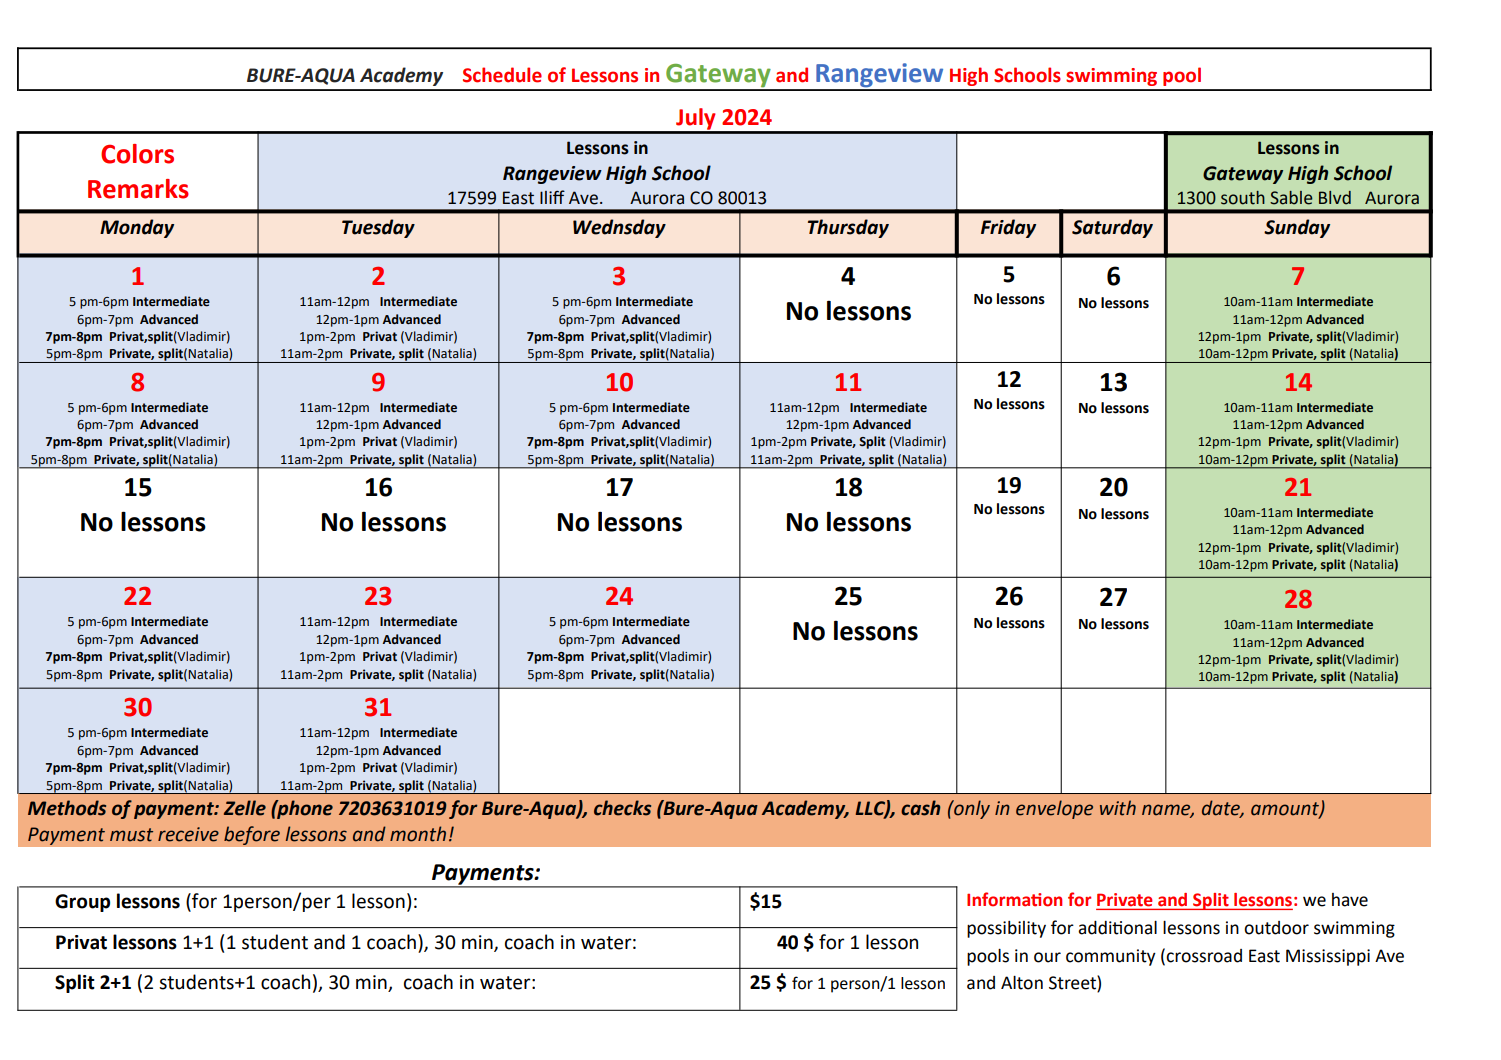 BURE-AQUA Academy Schedule of Lessons in Gateway and Rangeview High Schools swimming pool
July 2024
Colors
Remarks
Lessons in
Rangeview High School
17599 East Iliff Ave. Aurora CO 80013
Lessons in
Gateway High School
1300 south Sable Blvd Aurora
Monday Tuesday Wednsday Thursday Friday Saturday Sunday
1
5 pm-6pm Intermediate
6pm-7pm Advanced
7pm-8pm Privat,split(Vladimir)
5pm-8pm Private, split(Natalia)
2
11am-12pm Intermediate
12pm-1pm Advanced
1pm-2pm Privat (Vladimir)
11am-2pm Private, split (Natalia)
3
5 pm-6pm Intermediate
6pm-7pm Advanced
7pm-8pm Privat,split(Vladimir)
5pm-8pm Private, split(Natalia)
4
No lessons
5
No lessons
6
No lessons
7
10am-11am Intermediate
11am-12pm Advanced
12pm-1pm Private, split(Vladimir)
10am-12pm Private, split (Natalia)
8
5 pm-6pm Intermediate
6pm-7pm Advanced
7pm-8pm Privat,split(Vladimir)
5pm-8pm Private, split(Natalia)
9
11am-12pm Intermediate
12pm-1pm Advanced
1pm-2pm Privat (Vladimir)
11am-2pm Private, split (Natalia)
10
5 pm-6pm Intermediate
6pm-7pm Advanced
7pm-8pm Privat,split(Vladimir)
5pm-8pm Private, split(Natalia)
11
11am-12pm Intermediate
12pm-1pm Advanced
1pm-2pm Private, Split (Vladimir)
11am-2pm Private, split (Natalia)
12
No lessons
13
No lessons
14
10am-11am Intermediate
11am-12pm Advanced
12pm-1pm Private, split(Vladimir)
10am-12pm Private, split (Natalia)
15
No lessons
16
No lessons
17
No lessons
18
No lessons
19
No lessons
20
No lessons
21
10am-11am Intermediate
11am-12pm Advanced
12pm-1pm Private, split(Vladimir)
10am-12pm Private, split (Natalia)
22
5 pm-6pm Intermediate
6pm-7pm Advanced
7pm-8pm Privat,split(Vladimir)
5pm-8pm Private, split(Natalia)
23
11am-12pm Intermediate
12pm-1pm Advanced
1pm-2pm Privat (Vladimir)
11am-2pm Private, split (Natalia)
24
5 pm-6pm Intermediate
6pm-7pm Advanced
7pm-8pm Privat,split(Vladimir)
5pm-8pm Private, split(Natalia)
25
No lessons
26
No lessons
27
No lessons
28
10am-11am Intermediate
11am-12pm Advanced
12pm-1pm Private, split(Vladimir)
10am-12pm Private, split (Natalia)
30
5 pm-6pm Intermediate
6pm-7pm Advanced
7pm-8pm Privat,split(Vladimir)
5pm-8pm Private, split(Natalia)
31
11am-12pm Intermediate
12pm-1pm Advanced
1pm-2pm Privat (Vladimir)
11am-2pm Private, split (Natalia)
Methods of payment: Zelle (phone 7203631019 for Bure-Aqua), checks (Bure-Aqua Academy, LLC), cash (only in envelope with name, date, amount)
Payment must receive before lessons and month!
Payments:
Group lessons (for 1person/per 1 lesson): $15
Privat lessons 1+1 (1 student and 1 coach), 30 min, coach in water: 40 $ for 1 lesson
Split 2+1 (2 students+1 coach), 30 min, coach in water: 25 $ for 1 person/1 lesson
Information for Private and Split lessons: we have
possibility for additional lessons in outdoor swimming
pools in our community (crossroad East Mississippi Ave
and Alton Street)